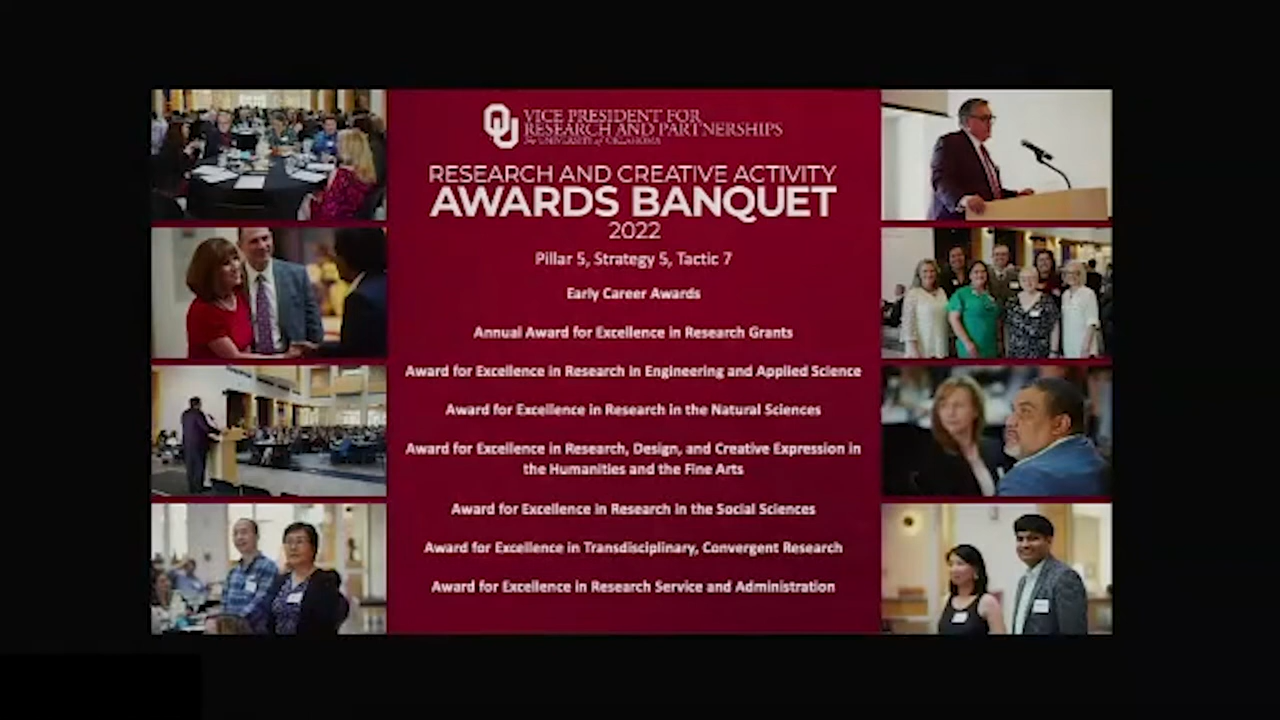 OU
VICE PRESIDENT FOR
RESEARCH AND PARTNERSHIPS
The UNIVERSITY of OKLAHOMA
RESEARCH AND CREATIVE ACTIVITY
AWARDS BANQUET
2022
Pillar 5, Strategy 5, Tactic 7
Early Career Awards
Annual Award for Excellence in Research Grants
Award for Excellence in Research in Engineering and Applied Science
Award for Excellence in Research in the Natural Sciences
Award for Excellence in Research, Design, and Creative Expression in
the Humanities and the Fine Arts
Award for Excellence in Research in the Social Sciences
Award for Excellence in Transdisciplinary, Convergent Research
Award for Excellence in Research Service and Administration